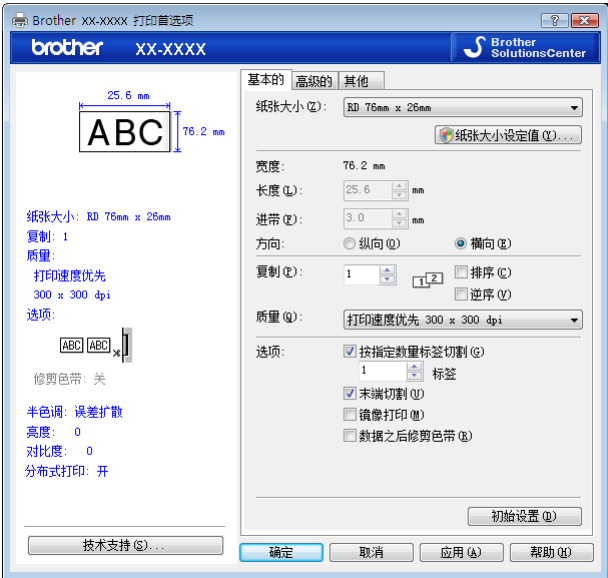 Brother XX-XXXX 打印首选项
brother XX-XXXX
Brother
SolutionsCenter
25.6 mm
ABC
76.2 mm
纸张大小: RD 76mm x 26mm
复制: 1
质量:
打印速度优先
300 x 300 dpi
选项:
ABC ABC
修剪色带: 关
半色调: 误差扩散
亮度: 0
对比度: 0
分布式打印: 开
技术支持(S)...
基本的 高级的 其他
纸张大小(Z): RD 76mm x 26mm
纸张大小设定值(Y)...
宽度: 76.2 mm
长度(L): 25.6 mm
进带(F): 3.0 mm
方向: 纵向(O) 横向(E)
复制(P): 1 1 2 排序(C)
逆序(V)
质量(Q): 打印速度优先 300 x 300 dpi
选项: 按指定数量标签切割(G)
1 标签
末端切割(U)
镜像打印(M)
数据之后修剪色带(R)
初始设置(D)
确定 取消 应用(A) 帮助(H)